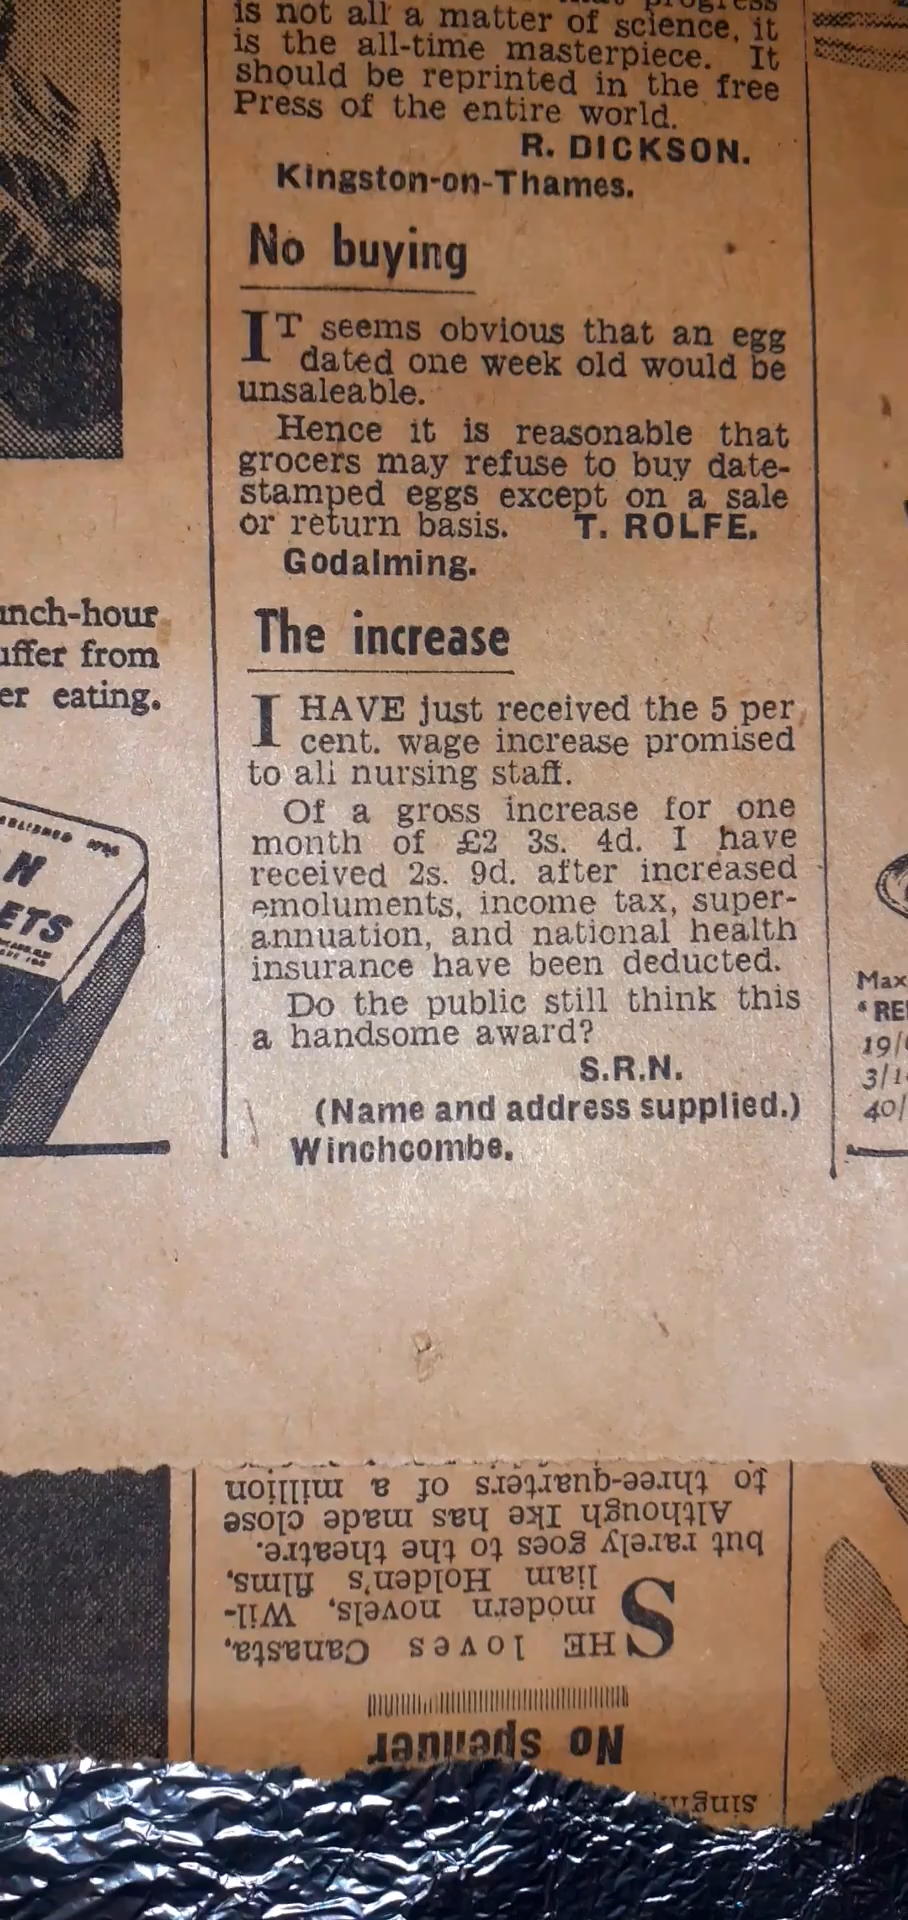 is not all a matter of science, it
is the all-time masterpiece. It
should be reprinted in the free
Press of the entire world.
R. DICKSON.
Kingston-on-Thames.
No buying
IT seems obvious that an egg
dated one week old would be
unsaleable.
Hence it is reasonable that
grocers may refuse to buy date-
stamped eggs except on a sale
or return basis. T. ROLFE.
Godalming.
The increase
I HAVE just received the 5 per
cent. wage increase promised
to all nursing staff.
Of a gross increase for one
month of £2 3s. 4d. I have
received 2s. 9d. after increased
emoluments, income tax, super-
annuation, and national health
insurance have been deducted.
Do the public still think this
a handsome award?
S.R.N.
(Name and address supplied.)
Winchcombe.
unch-hour
uffer from
er eating.
N
ETS
Max
RE
19/
3/1
40/
No spender
SHE loves Canasta,
modern novels, Wil-
liam Holden's films,
but rarely goes to the theatre.
Although Ike has made close
to three-quarters of a million